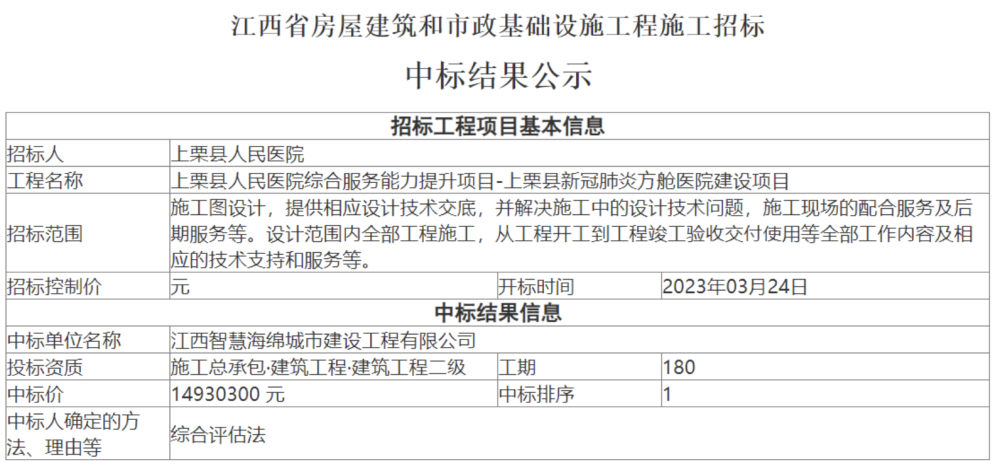 江西省房屋建筑和市政基础设施工程施工招标
中标结果公示
招标工程项目基本信息
招标人 上栗县人民医院
工程名称 上栗县人民医院综合服务能力提升项目-上栗县新冠肺炎方舱医院建设项目
招标范围 施工图设计，提供相应设计技术交底，并解决施工中的设计技术问题，施工现场的配合服务及后
期服务等。设计范围内全部工程施工，从工程开工到工程竣工验收交付使用等全部工作内容及相
应的技术支持和服务等。
招标控制价 元 开标时间 2023年03月24日
中标结果信息
中标单位名称 江西智慧海绵城市建设工程有限公司
投标资质 施工总承包·建筑工程·建筑工程二级 工期 180
中标价 14930300 元 中标排序 1
中标人确定的方
法、理由等 综合评估法